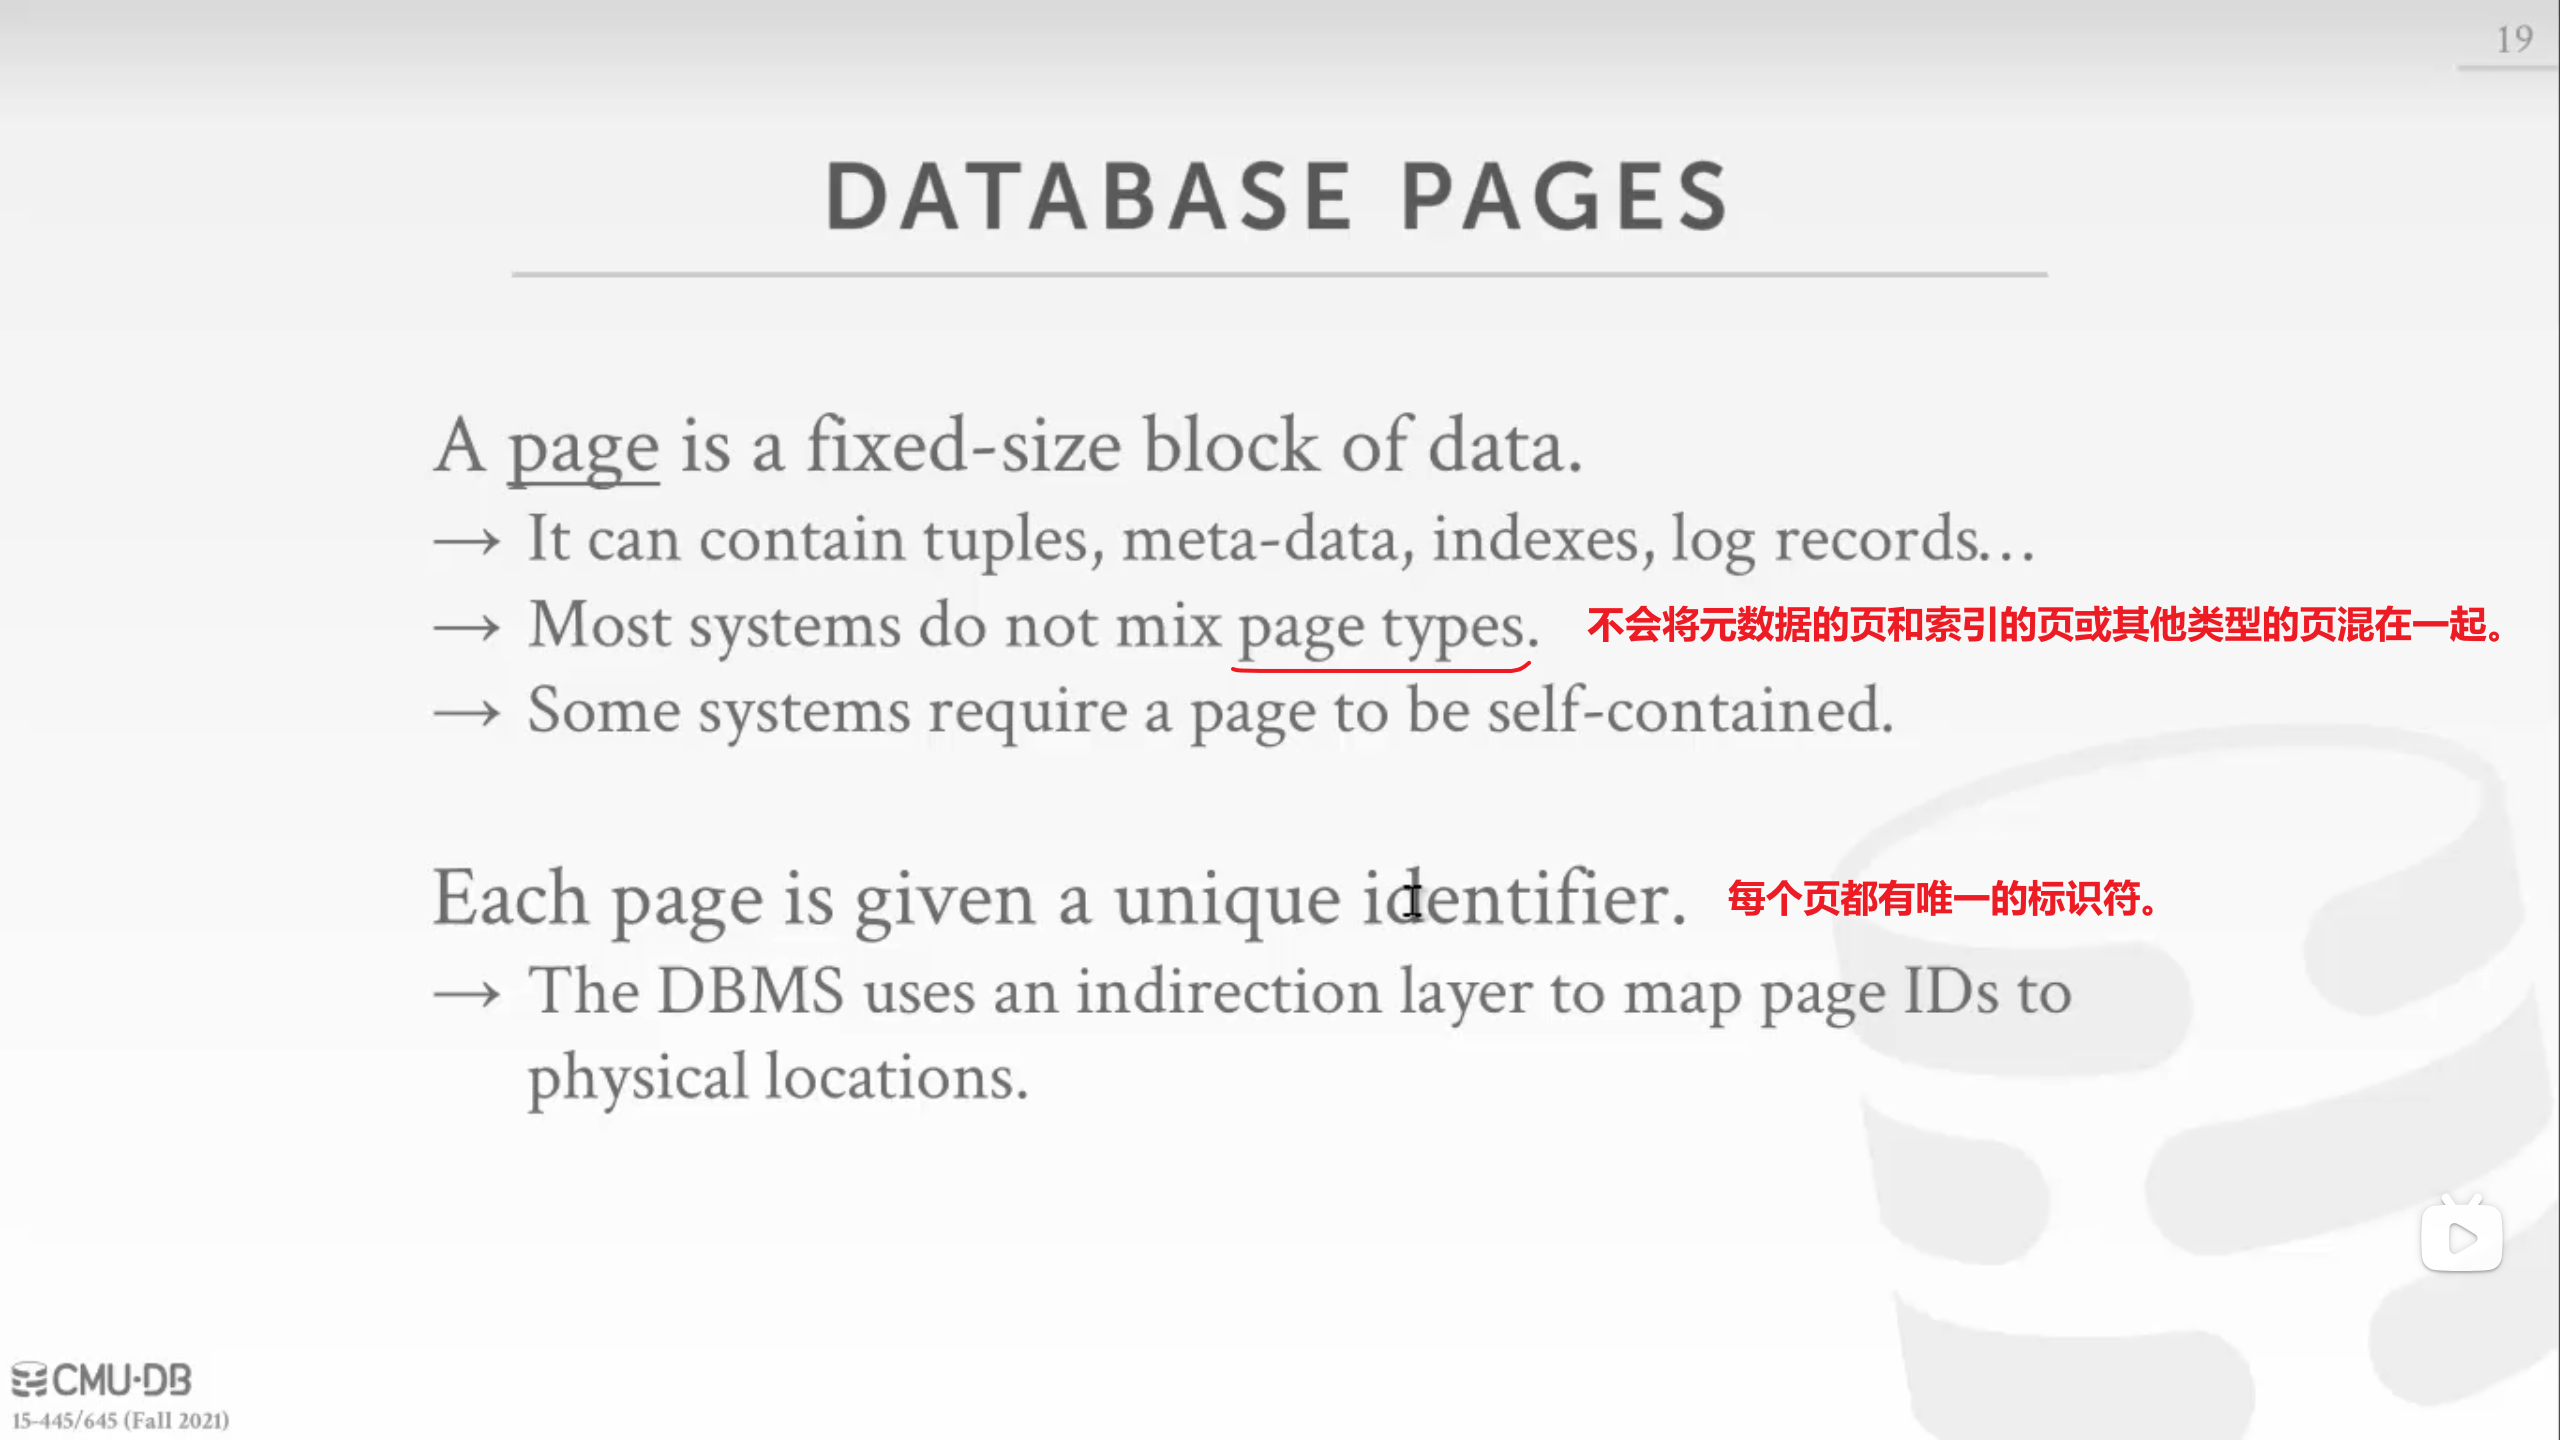 19
DATABASE PAGES
A page is a fixed-size block of data.
→ It can contain tuples, meta-data, indexes, log records…
→ Most systems do not mix page types. 不会将元数据的页和索引的页或其他类型的页混在一起。
→ Some systems require a page to be self-contained.
Each page is given a unique identifier. 每个页都有唯一的标识符。
→ The DBMS uses an indirection layer to map page IDs to
physical locations.
CMU·DB
15-445/645 (Fall 2021)